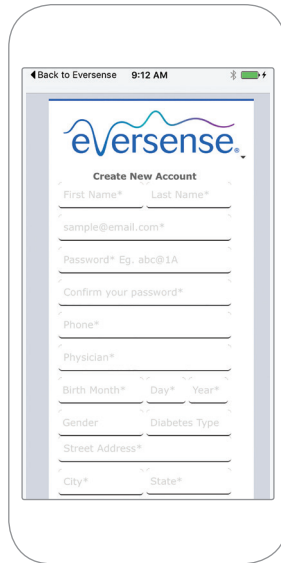 Back to Eversense 9:12 AM
eversense.
Create New Account
First Name* Last Name*
sample@email.com*
Password* Eg. abc@1A
Confirm your password*
Phone*
Physician*
Birth Month* Day* Year*
Gender Diabetes Type
Street Address*
City* State*